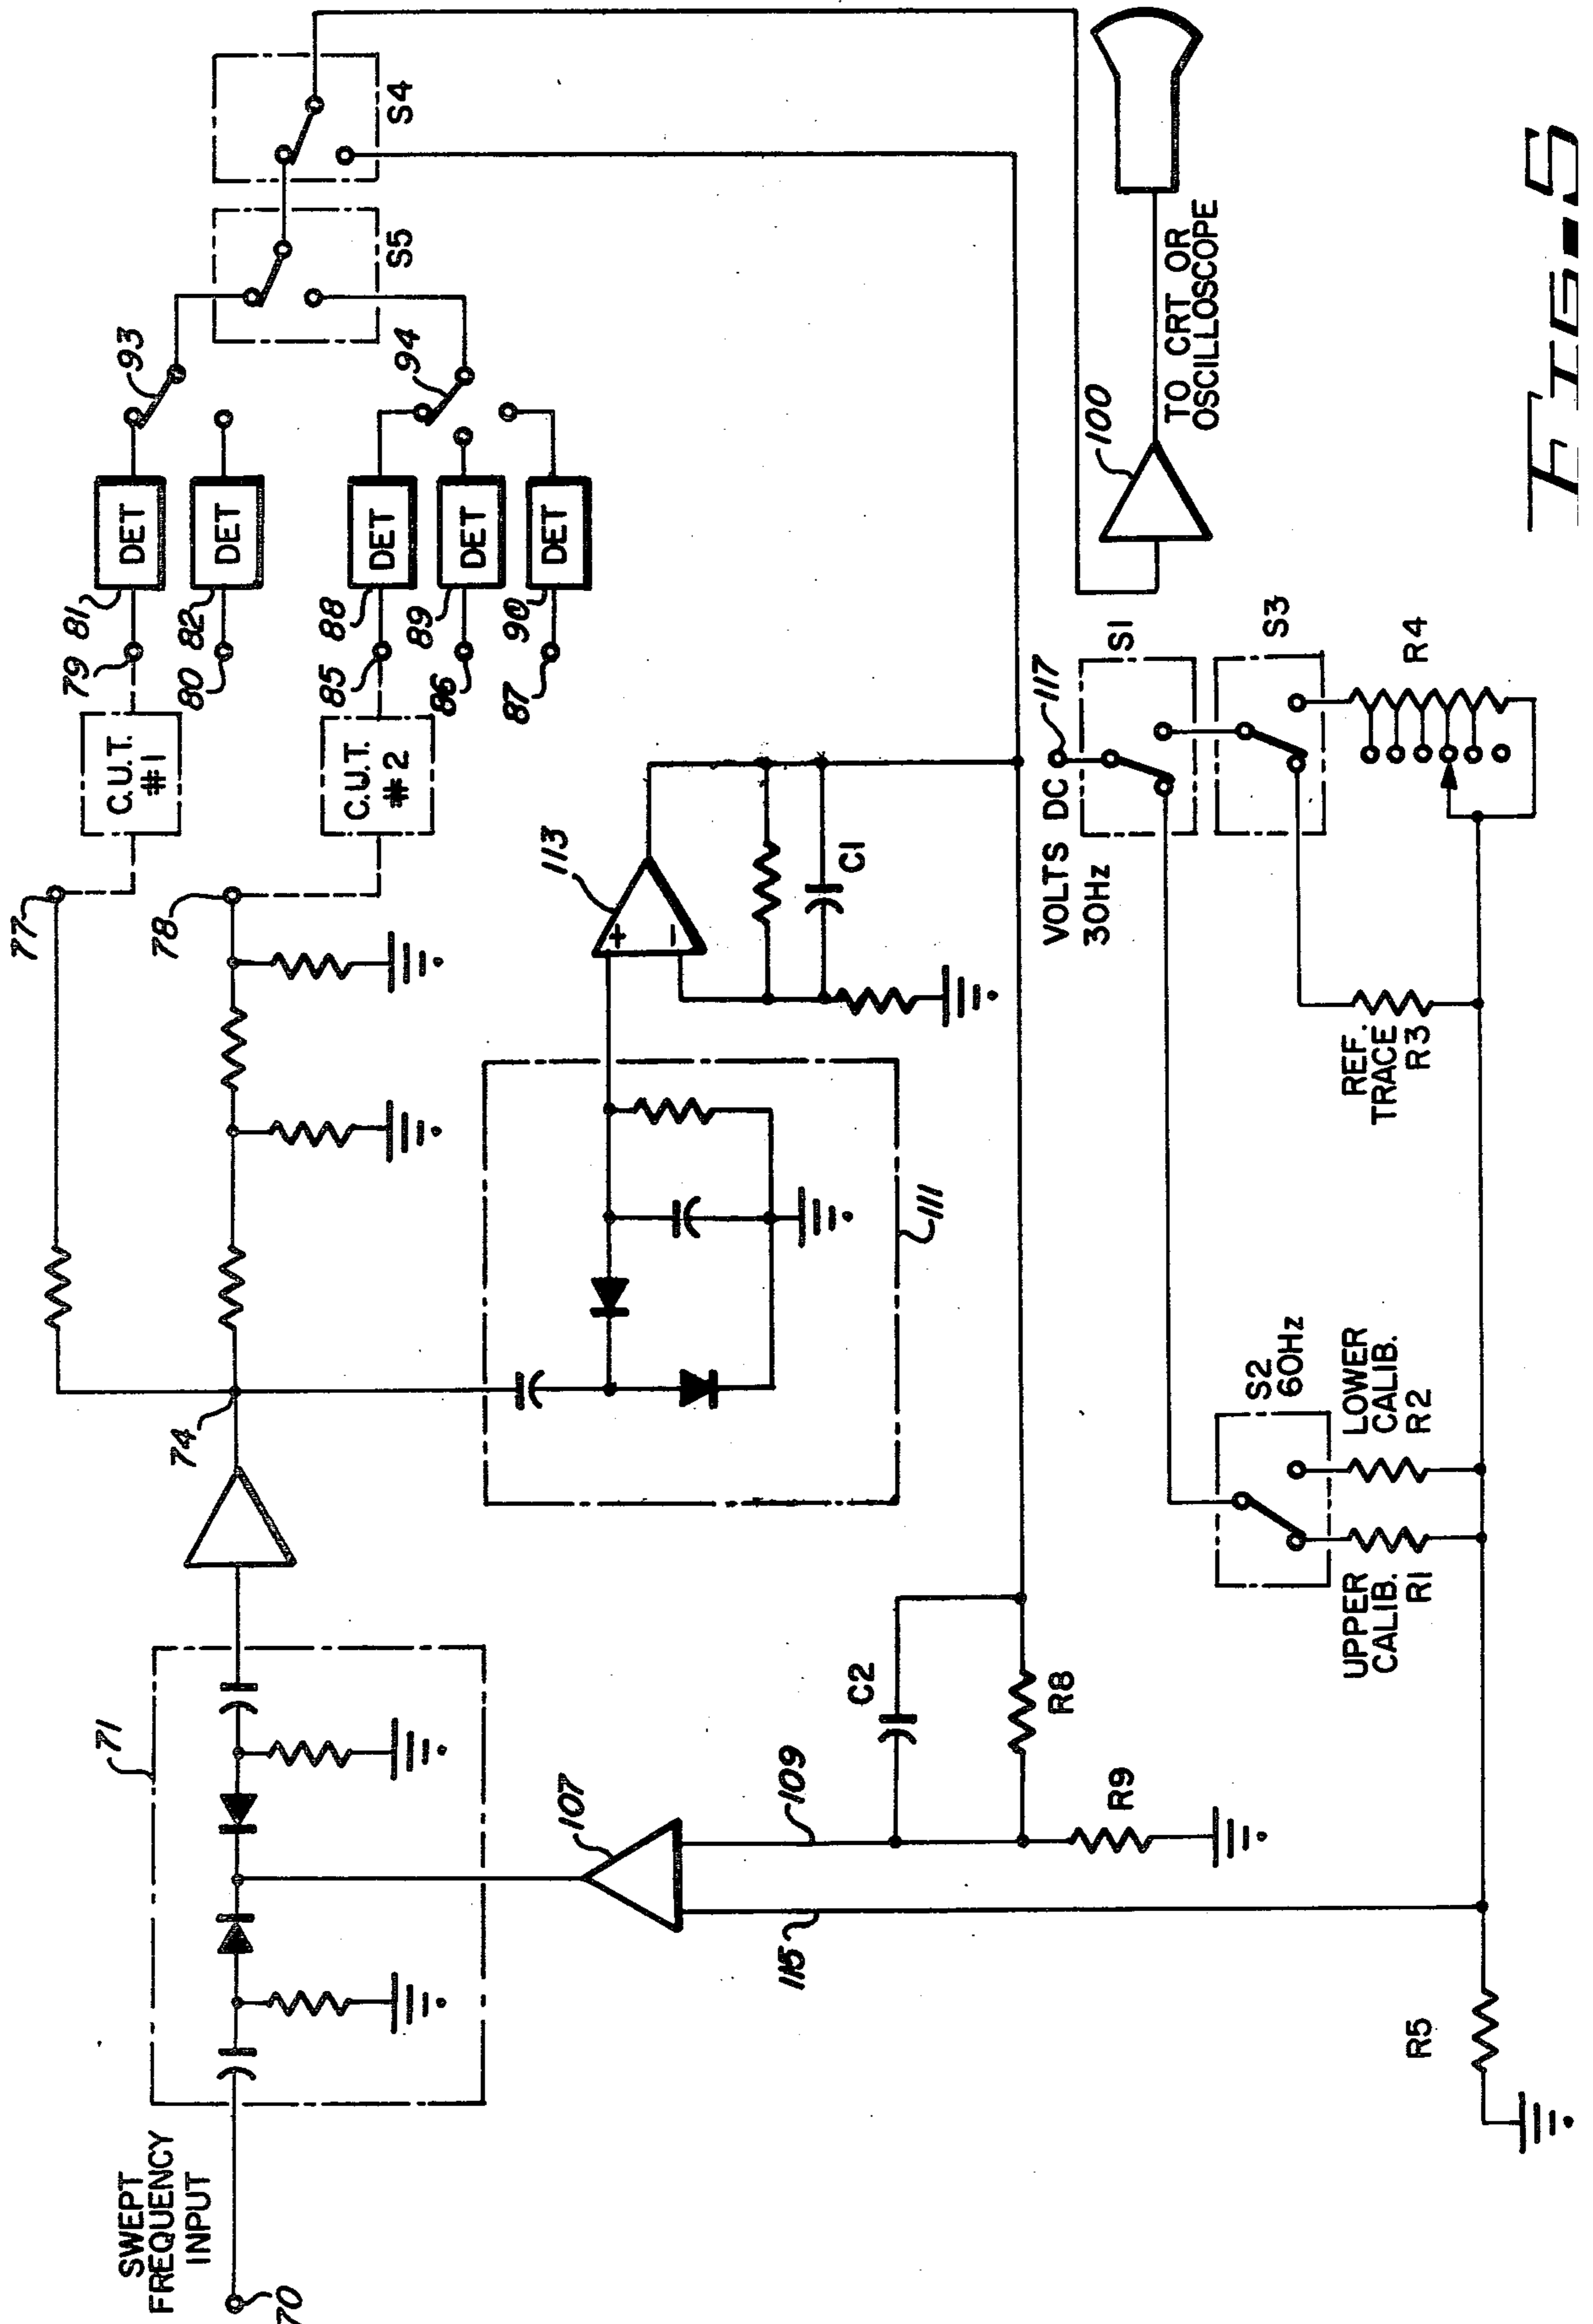 SWEPT
FREQUENCY
INPUT
70
71
74
77
78
C.U.T.
#1
C.U.T.
#2
79
80
81
82
DET
DET
85
86
87
88
89
90
DET
DET
DET
93
94
S5
S4
113
+
−
C1
111
107
109
115
C2
R8
R9
R5
100
TO CRT OR
OSCILLOSCOPE
VOLTS DC
30Hz
117
S1
S3
R4
REF.
TRACE
R3
S2
60Hz
UPPER
CALIB.
R1
LOWER
CALIB.
R2
FIG-5